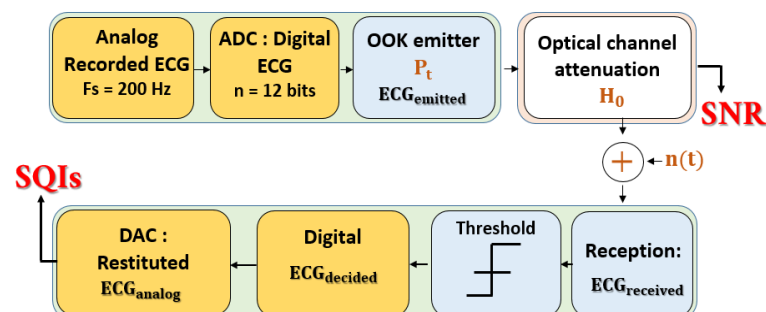 Analog
Recorded ECG
Fs = 200 Hz
ADC : Digital
ECG
n = 12 bits
OOK emitter
Pt
ECGemitted
Optical channel
attenuation
H0
SNR
+
n(t)
SQIs
DAC :
Restituted
ECGanalog
Digital
ECGdecided
Threshold
Reception:
ECGreceived